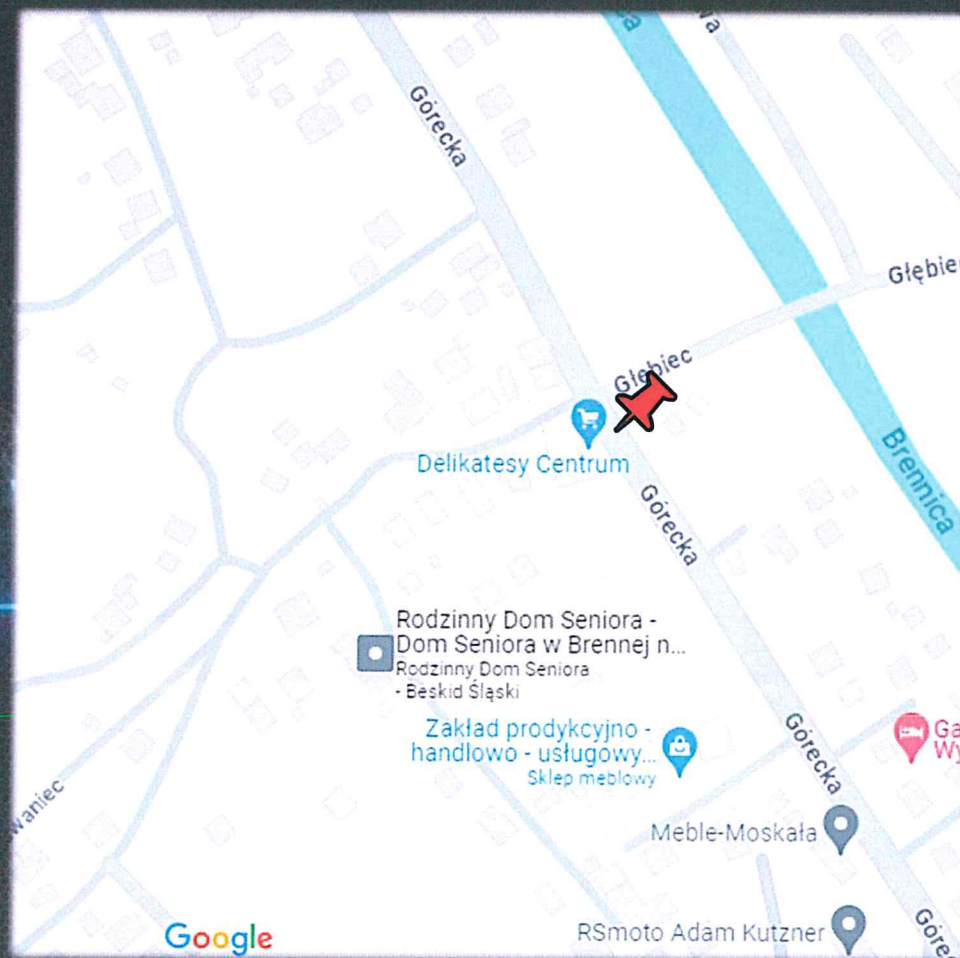 Górecka
Głębiec
Głębiec
Delikatesy Centrum
Górecka
Brennica
Rodzinny Dom Seniora -
Dom Seniora w Brennej n...
Rodzinny Dom Seniora
- Beskid Śląski
Zakład prodykcyjno -
handlowo - usługowy...
Sklep meblowy
Górecka
Meble-Moskała
RSmoto Adam Kutzner
Google